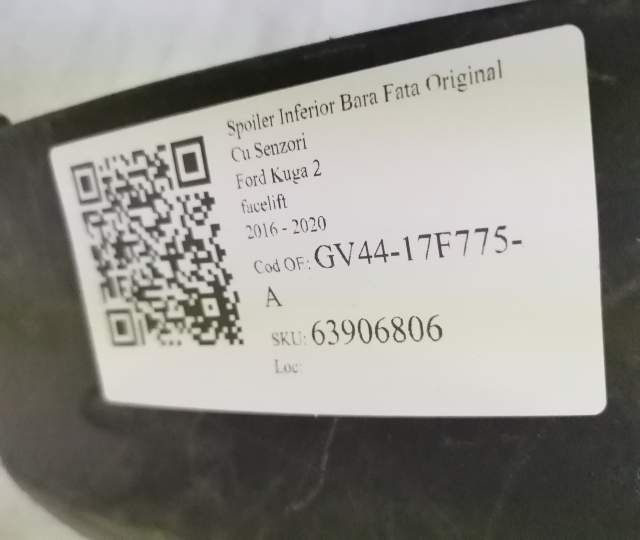 Spoiler Inferior Bara Fata Original
Cu Senzori
Ford Kuga 2
facelift
2016 - 2020
Cod OF: GV44-17F775-
A
SKU: 63906806
Loc: